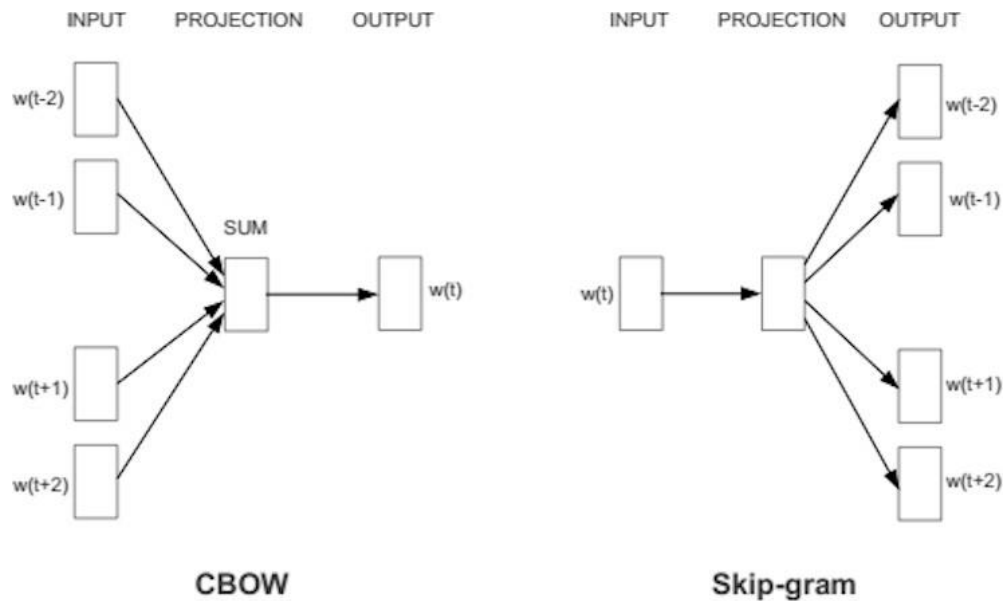 INPUT PROJECTION OUTPUT
w(t-2)
w(t-1)
SUM
w(t)
w(t+1)
w(t+2)
CBOW
INPUT PROJECTION OUTPUT
w(t-2)
w(t-1)
w(t)
w(t+1)
w(t+2)
Skip-gram